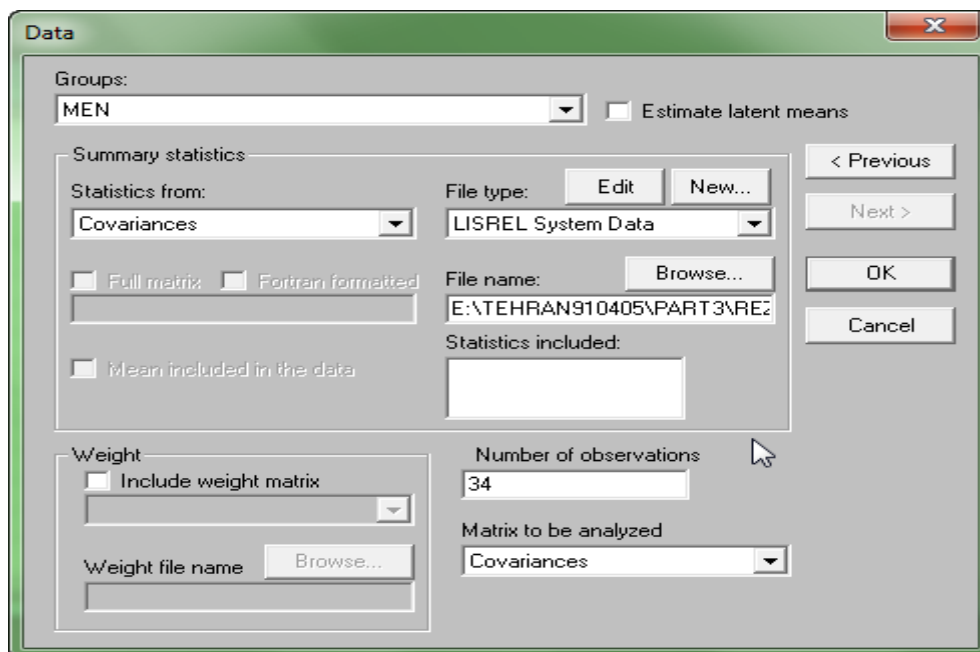 Data
Groups:
MEN
Estimate latent means
Summary statistics
< Previous
Statistics from:
File type:
Edit
New...
Next >
Covariances
LISREL System Data
Full matrix
Fortran formatted
File name:
Browse...
OK
E:\TEHRAN910405\PART3\REZ
Cancel
Statistics included:
Mean included in the data
Weight
Include weight matrix
Number of observations
34
Matrix to be analyzed
Weight file name
Browse...
Covariances